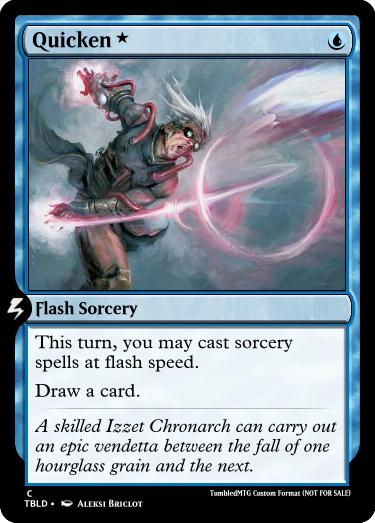 Quicken ★
Flash Sorcery
This turn, you may cast sorcery
spells at flash speed.
Draw a card.
A skilled Izzet Chronarch can carry out
an epic vendetta between the fall of one
hourglass grain and the next.
C
TBLD • Aleksi Briclot
TumbledMTG Custom Format (NOT FOR SALE)